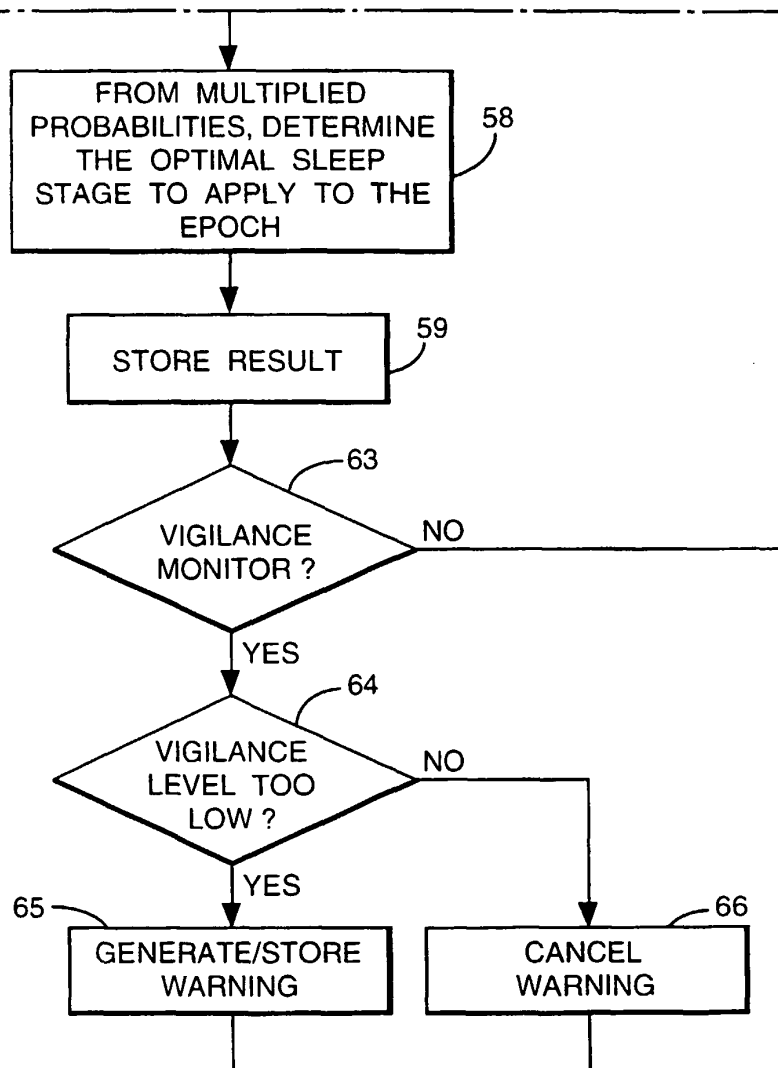 FROM MULTIPLIED
PROBABILITIES, DETERMINE
THE OPTIMAL SLEEP
STAGE TO APPLY TO THE
EPOCH
58
STORE RESULT
59
63
VIGILANCE
MONITOR ?
NO
YES
64
VIGILANCE
LEVEL TOO
LOW ?
NO
YES
65
GENERATE/STORE
WARNING
66
CANCEL
WARNING